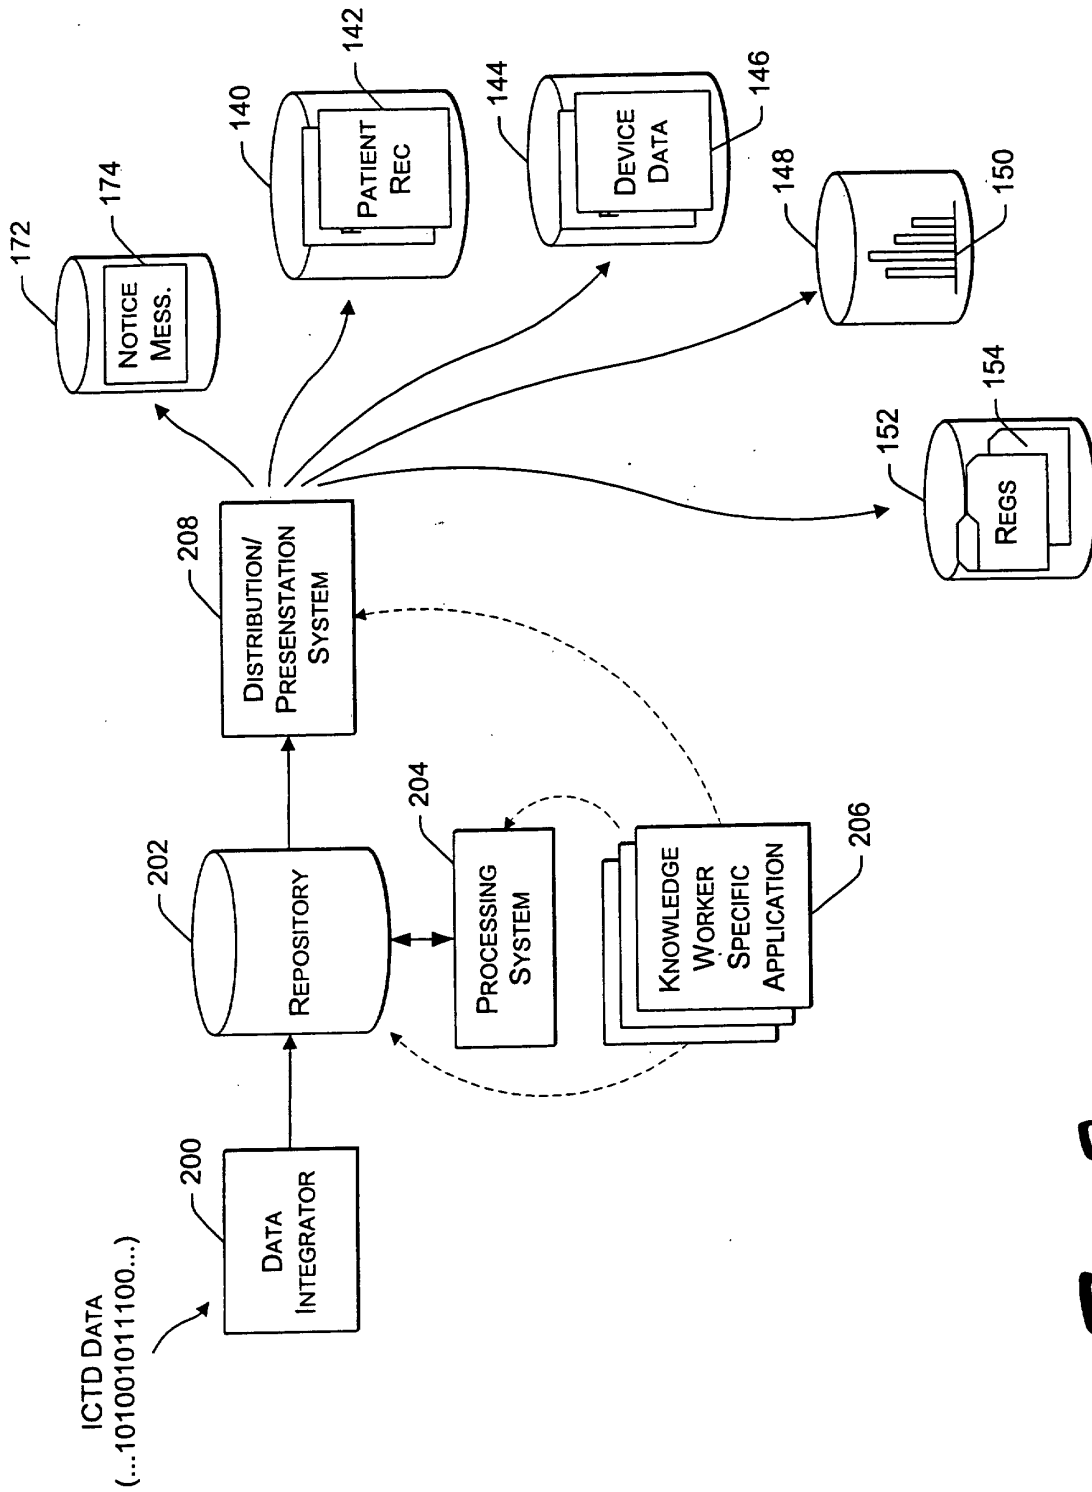 ICTD DATA
(...101001011100...)
200
DATA
INTEGRATOR
202
REPOSITORY
204
PROCESSING
SYSTEM
206
KNOWLEDGE
WORKER
SPECIFIC
APPLICATION
208
DISTRIBUTION/
PRESENSTATION
SYSTEM
172
NOTICE
MESS.
174
140
PATIENT
REC
142
144
DEVICE
DATA
146
148
150
152
REGS
154